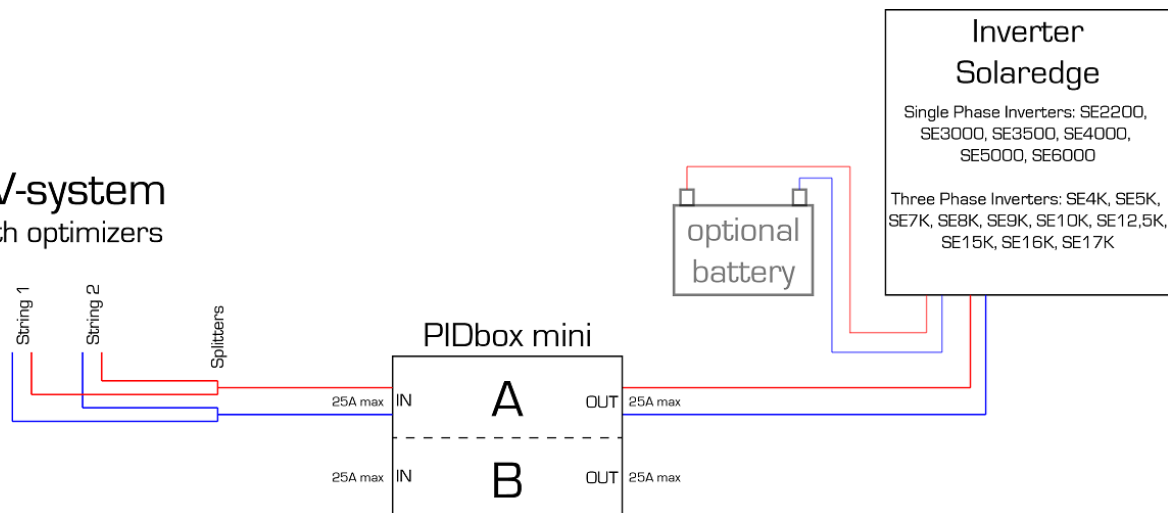 Inverter
Solaredge
Single Phase Inverters: SE2200,
SE3000, SE3500, SE4000,
SE5000, SE6000
Three Phase Inverters: SE4K, SE5K,
SE7K, SE8K, SE9K, SE10K, SE12,5K,
SE15K, SE16K, SE17K
V-system
th optimizers
optional
battery
String 1
String 2
Splitters
PIDbox mini
25A max
IN
A
OUT
25A max
25A max
IN
B
OUT
25A max